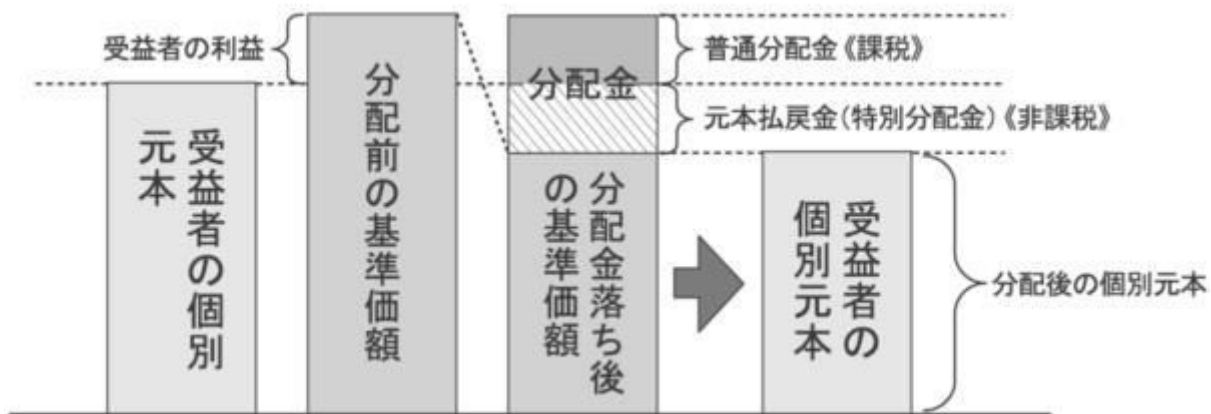 受益者の利益
受益者の個別
元本
分配前の基準価額
分配金
分配金落ち後
の基準価額
普通分配金《課税》
元本払戻金(特別分配金)《非課税》
受益者の
個別元本
分配後の個別元本